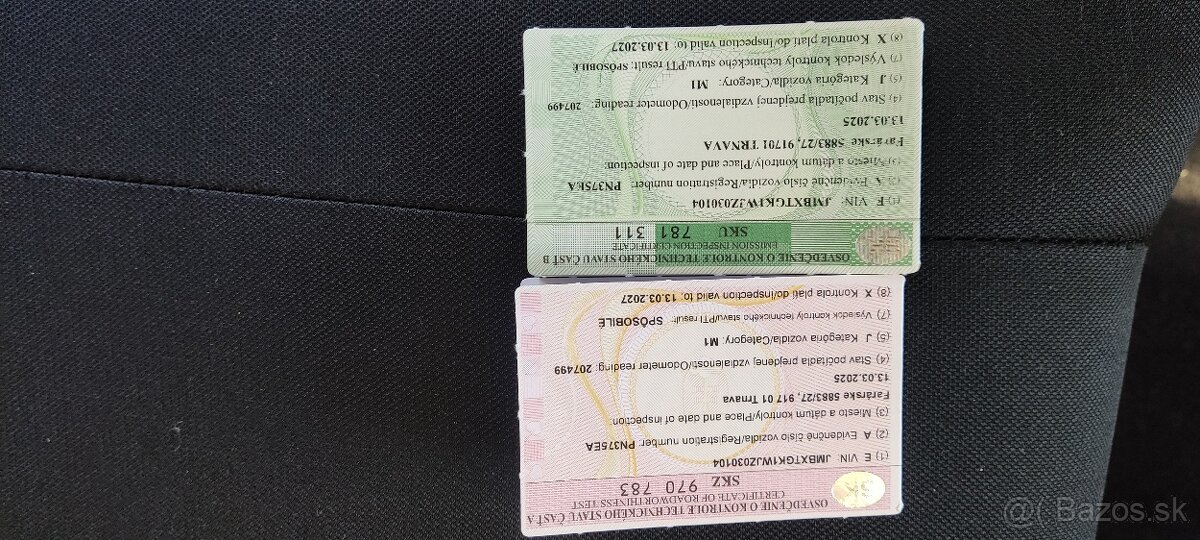 OSVEDČENIE O KONTROLE TECHNICKÉHO STAVU ČASŤ A
CERTIFICATE OF ROADWORTHINESS TEST
SKZ 970 783
SK
(1) E VIN: JMBXTGK1WJZ030104
(2) A Evidenčné číslo vozidla/Registration number: PN375EA
(3) Miesto a dátum kontroly/Place and date of inspection:
Farárske 5883/27, 917 01 Trnava
13.03.2025
(4) Stav počítadla prejdenej vzdialenosti/Odometer reading: 207499
(5) J Kategória vozidla/Category: M1
(7) Výsledok kontroly technického stavu/PTI result: SPÔSOBILÉ
(8) X Kontrola platí do/Inspection valid to: 13.03.2027
OSVEDČENIE O KONTROLE TECHNICKÉHO STAVU ČASŤ B
EMISSION INSPECTION CERTIFICATE
SKU 781 311
(1) E VIN: JMBXTGK1WJZ030104
Evidenčné číslo vozidla/Registration number: PN375EA
(3) Miesto a dátum kontroly/Place and date of inspection:
Farárske 5883/27, 91701 TRNAVA
13.03.2025
(4) Stav počítadla prejdenej vzdialenosti/Odometer reading: 207499
(5) J Kategória vozidla/Category: M1
(7) Výsledok kontroly technického stavu/PTI result: SPÔSOBILÉ
(8) X Kontrola platí do/Inspection valid to: 13.03.2027
Bazos.sk